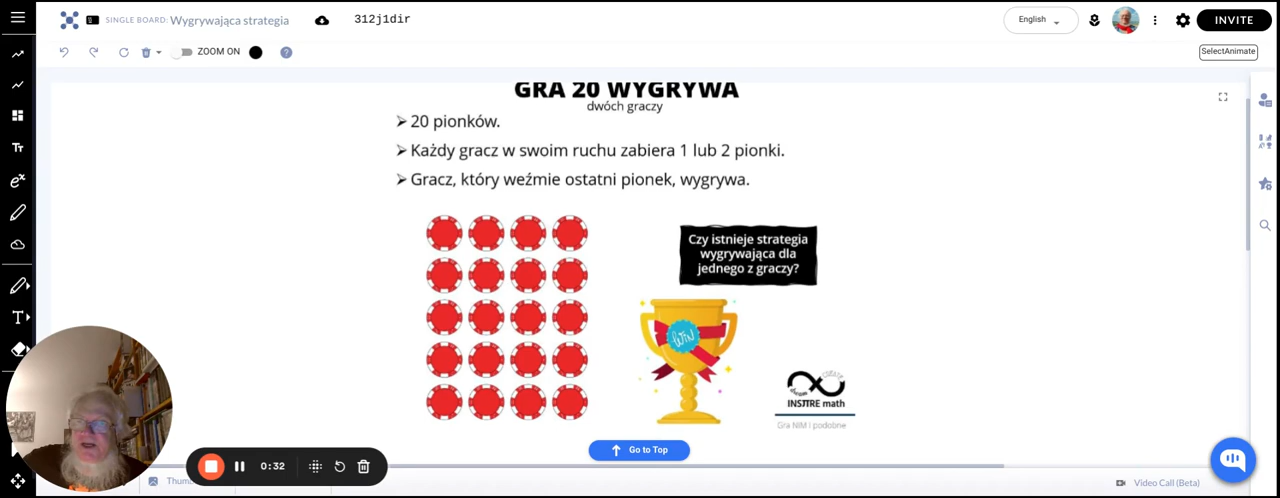 SINGLE BOARD: Wygrywająca strategia
312j1dir
English
INVITE
ZOOM ON
SelectAnimate
GRA 20 WYGRYWA
dwóch graczy
➢ 20 pionków.
➢ Każdy gracz w swoim ruchu zabiera 1 lub 2 pionki.
➢ Gracz, który weźmie ostatni pionek, wygrywa.
Czy istnieje strategia
wygrywająca dla
jednego z graczy?
WIN
INSπRE math
Gra NIM i podobne
Go to Top
0:32
Video Call (Beta)